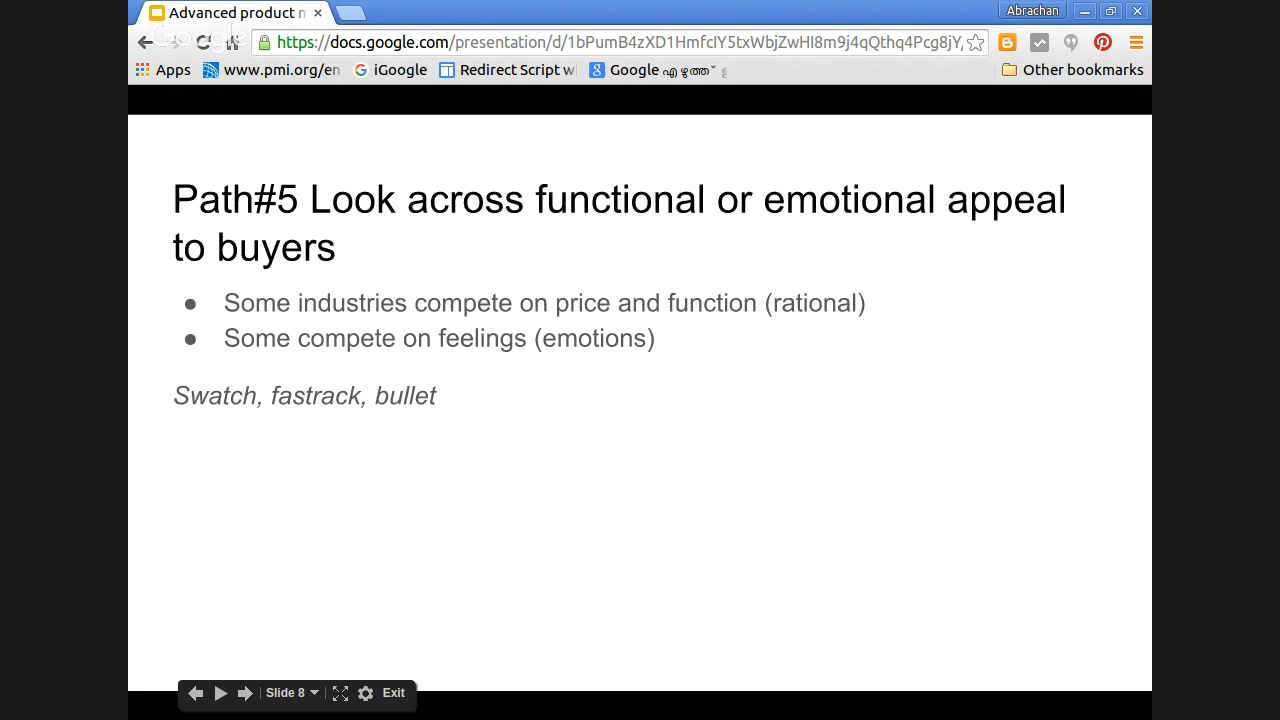 Advanced product
Abrachan
Google
https://docs.google.com/presentation/d/1bPumB4zXD1HmfclY5txWbjZwHI8m9j4qQthq4Pcg8jY/
Apps www.pmi.org/en iGoogle Redirect Script Google എഴുത്ത് Other bookmarks
Path#5 Look across functional or emotional appeal
to buyers
● Some industries compete on price and function (rational)
● Some compete on feelings (emotions)
Swatch, fastrack, bullet
Slide 8 Exit